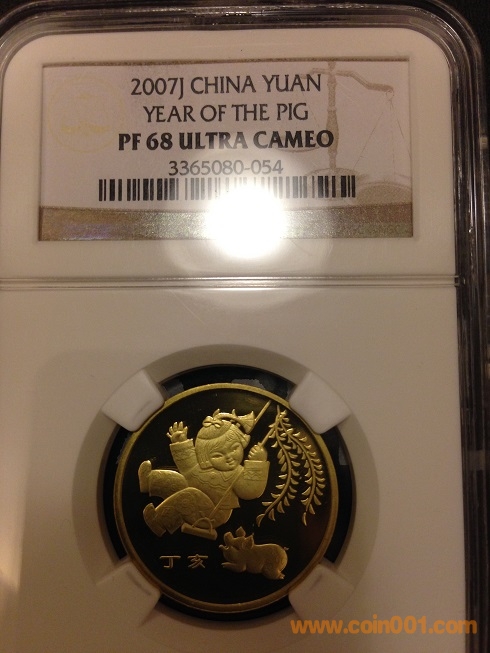 2007J CHINA YUAN
YEAR OF THE PIG
PF 68 ULTRA CAMEO
3365080-054
丁亥
www.coin001.com